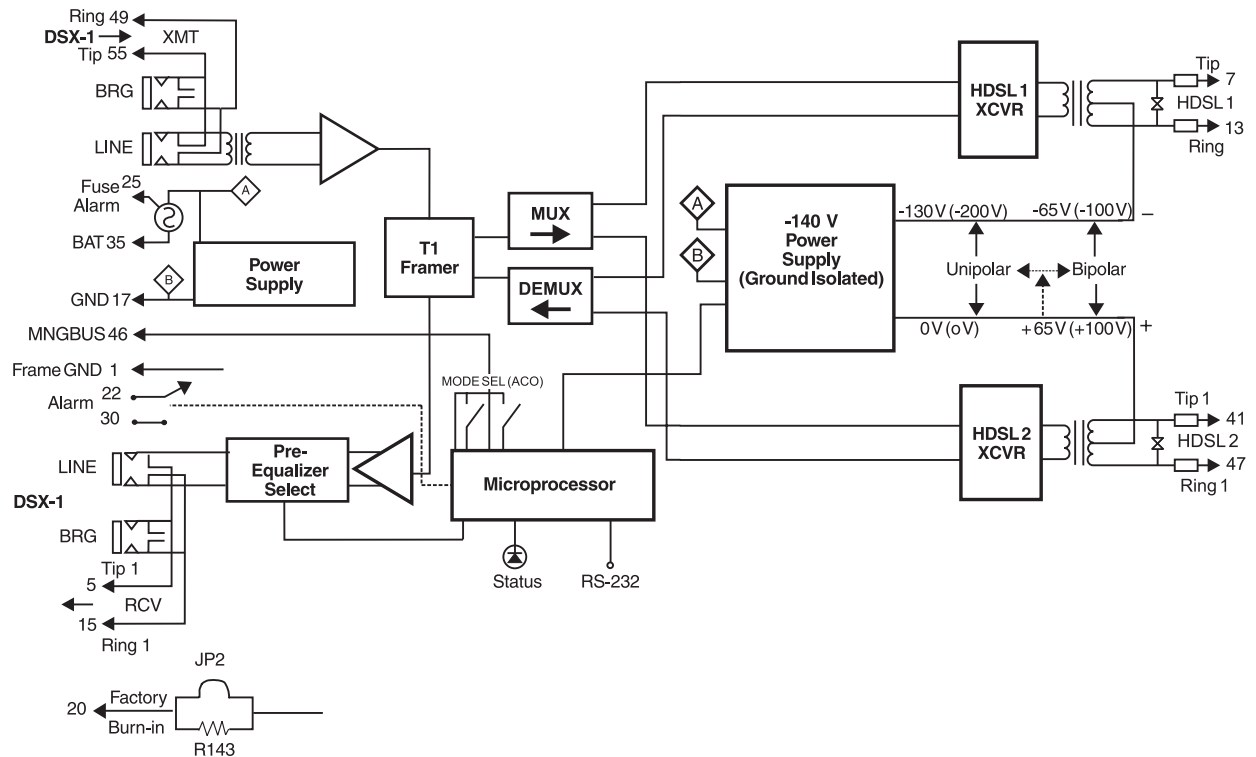 Ring 49
DSX-1
XMT
Tip 55
BRG
LINE
Fuse 25
Alarm
A
BAT 35
Power
Supply
B
GND 17
MNGBUS 46
Frame GND 1
22
Alarm
30
MODE SEL (ACO)
T1
Framer
MUX
DEMUX
HDSL 1
XCVR
Tip
7
HDSL 1
13
Ring
A
B
-140 V
Power
Supply
(Ground Isolated)
-130V (-200V)
-65V (-100V)
−
Unipolar
Bipolar
0V (oV)
+65V (+100V)
+
HDSL 2
XCVR
Tip 1
41
HDSL 2
47
Ring 1
LINE
Pre-
Equalizer
Select
Microprocessor
DSX-1
BRG
Status
RS-232
Tip 1
5
RCV
15
Ring 1
JP2
20
Factory
Burn-in
R143